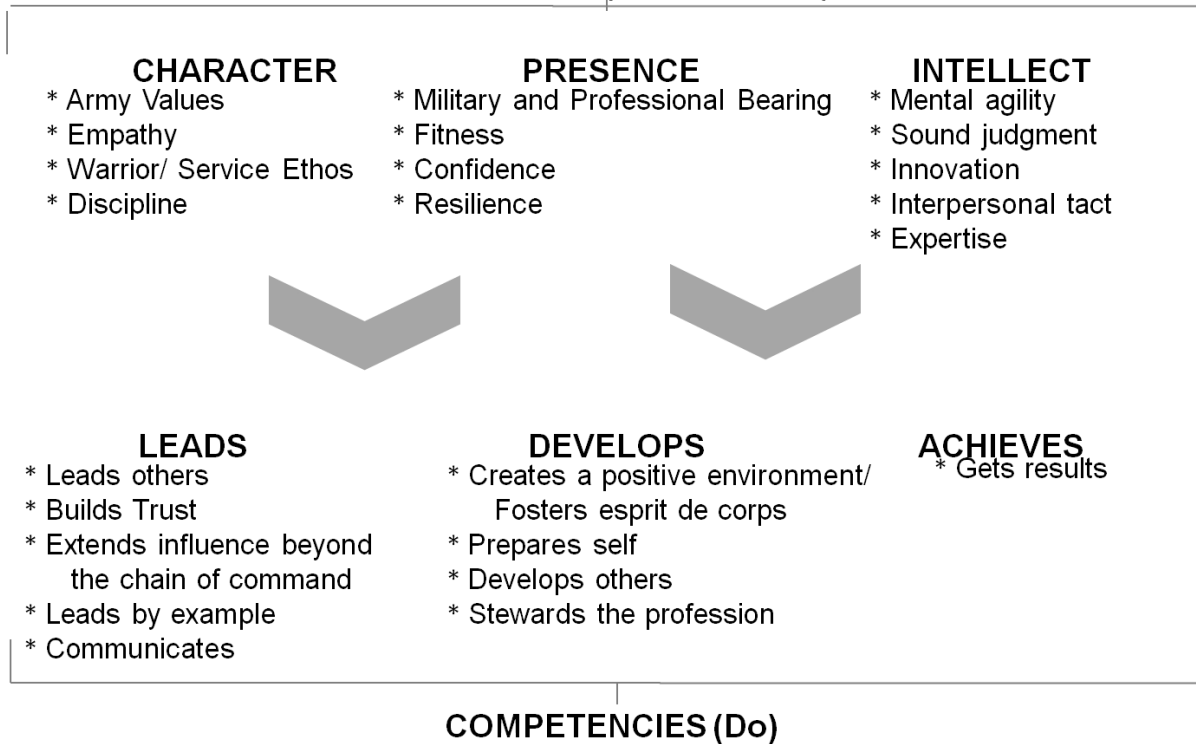 CHARACTER
* Army Values
* Empathy
* Warrior/ Service Ethos
* Discipline
PRESENCE
* Military and Professional Bearing
* Fitness
* Confidence
* Resilience
INTELLECT
* Mental agility
* Sound judgment
* Innovation
* Interpersonal tact
* Expertise
LEADS
* Leads others
* Builds Trust
* Extends influence beyond
the chain of command
* Leads by example
* Communicates
DEVELOPS
* Creates a positive environment/
Fosters esprit de corps
* Prepares self
* Develops others
* Stewards the profession
ACHIEVES
* Gets results
COMPETENCIES (Do)